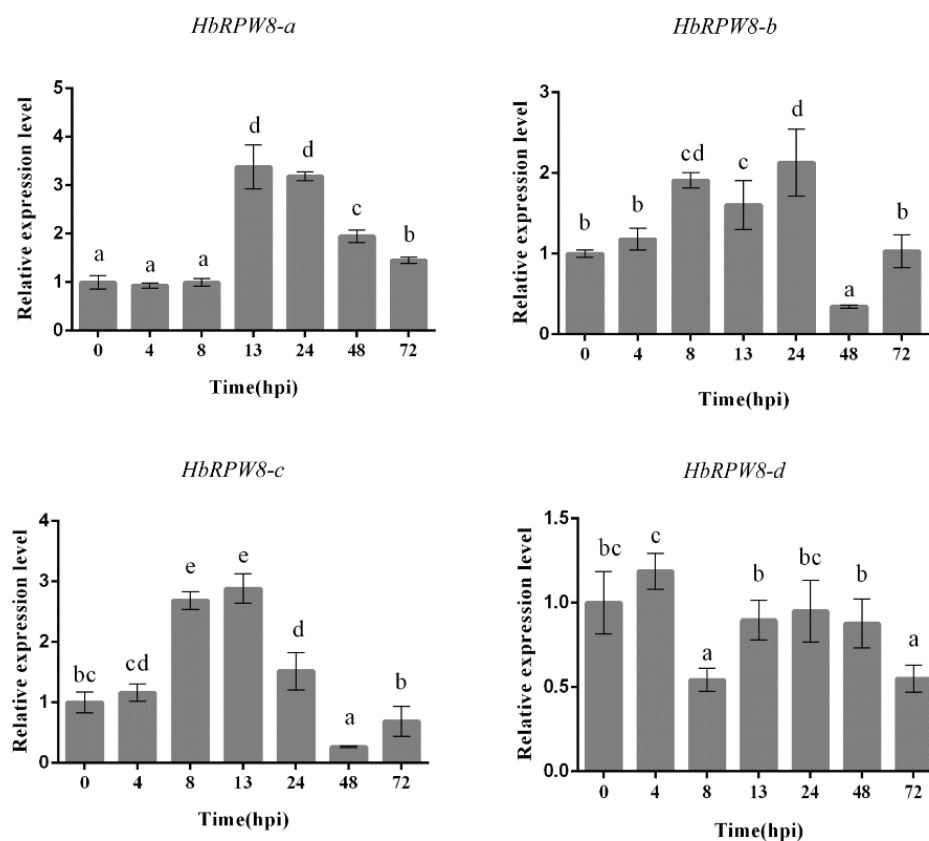 HbRPW8-a
Relative expression level
5
4
3
2
1
0
a a a d d c b
0 4 8 13 24 48 72
Time(hpi)
HbRPW8-b
Relative expression level
3
2
1
0
b b cd c d a b
0 4 8 13 24 48 72
Time(hpi)
HbRPW8-c
Relative expression level
4
3
2
1
0
bc cd e e d a b
0 4 8 13 24 48 72
Time(hpi)
HbRPW8-d
Relative expression level
1.5
1.0
0.5
0.0
bc c a b bc b a
0 4 8 13 24 48 72
Time(hpi)